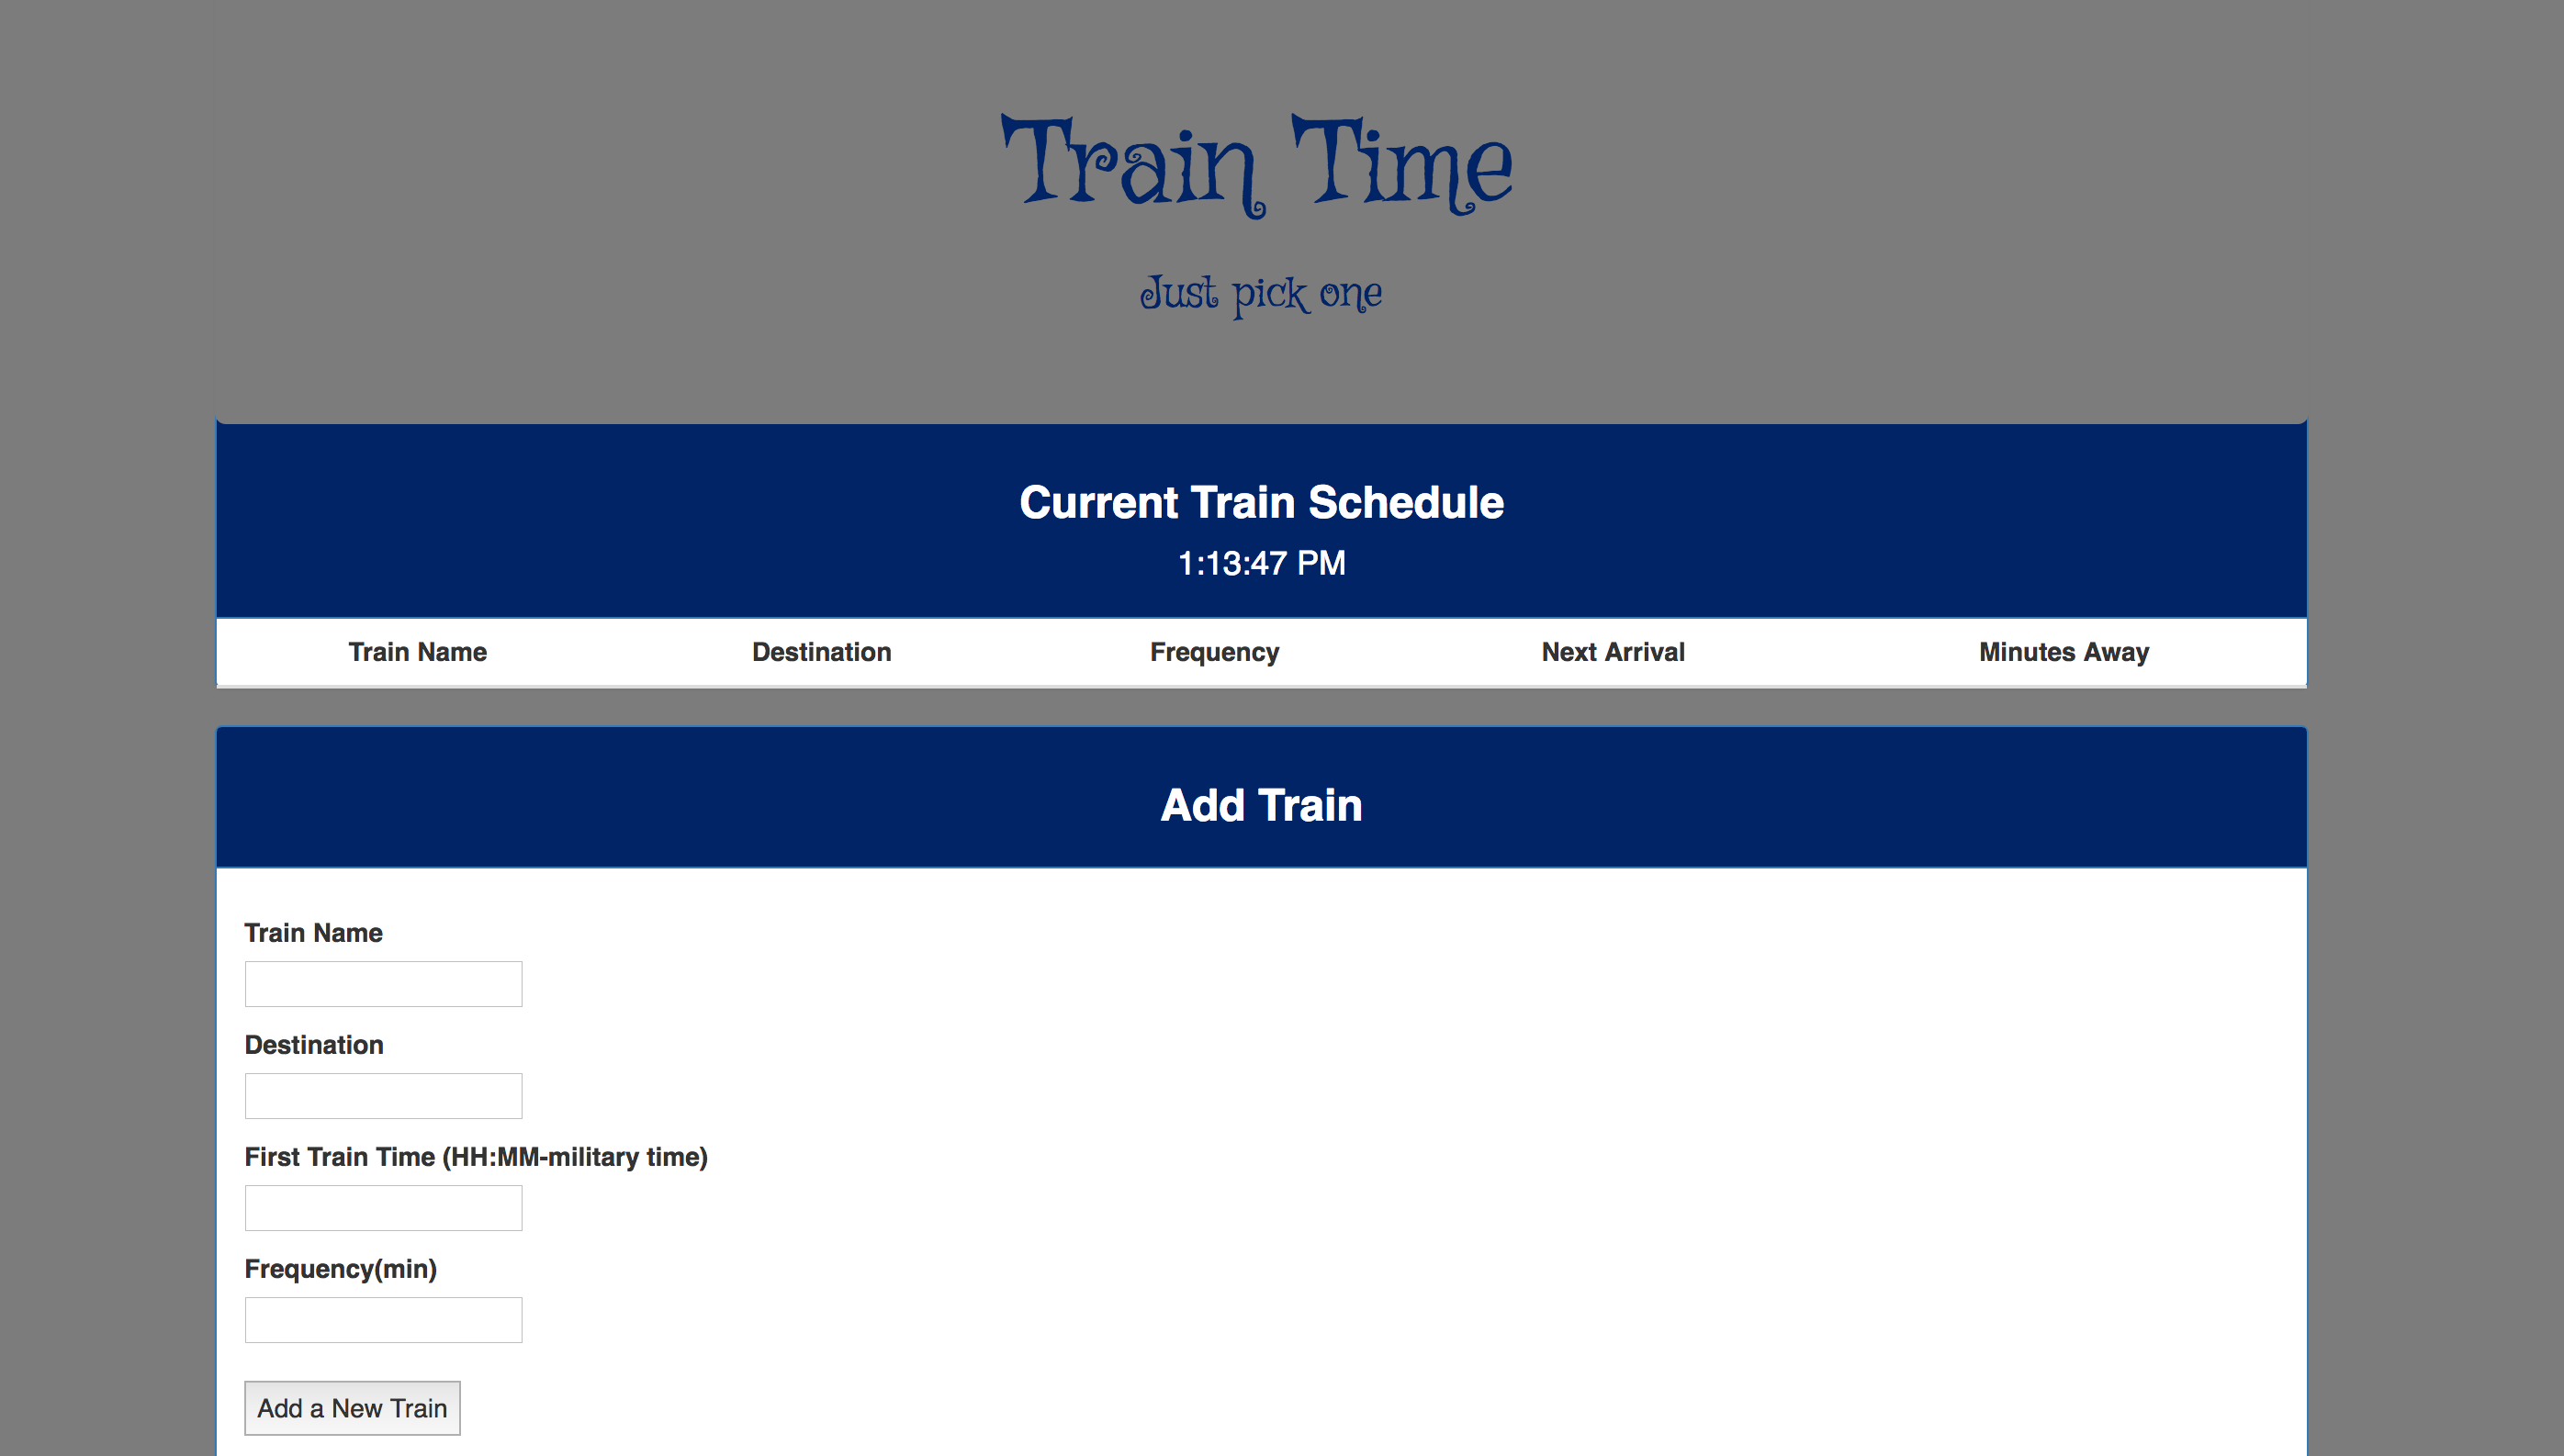 Train Time
Just pick one
Current Train Schedule
1:13:47 PM
Train Name Destination Frequency Next Arrival Minutes Away
Add Train
Train Name
Destination
First Train Time (HH:MM-military time)
Frequency(min)
Add a New Train